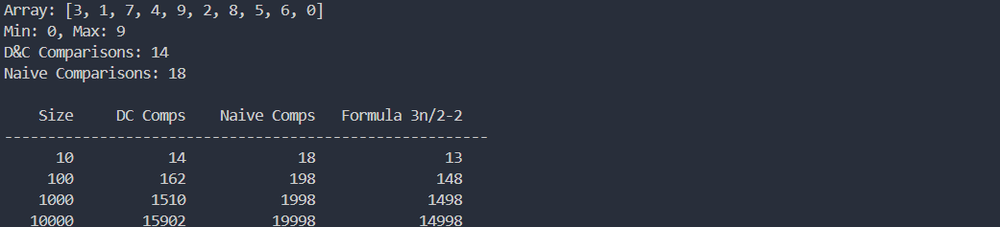 Array: [3, 1, 7, 4, 9, 2, 8, 5, 6, 0]
Min: 0, Max: 9
D&C Comparisons: 14
Naive Comparisons: 18
Size DC Comps Naive Comps Formula 3n/2-2
--------------------------------------------------------
10 14 18 13
100 162 198 148
1000 1510 1998 1498
10000 15902 19998 14998